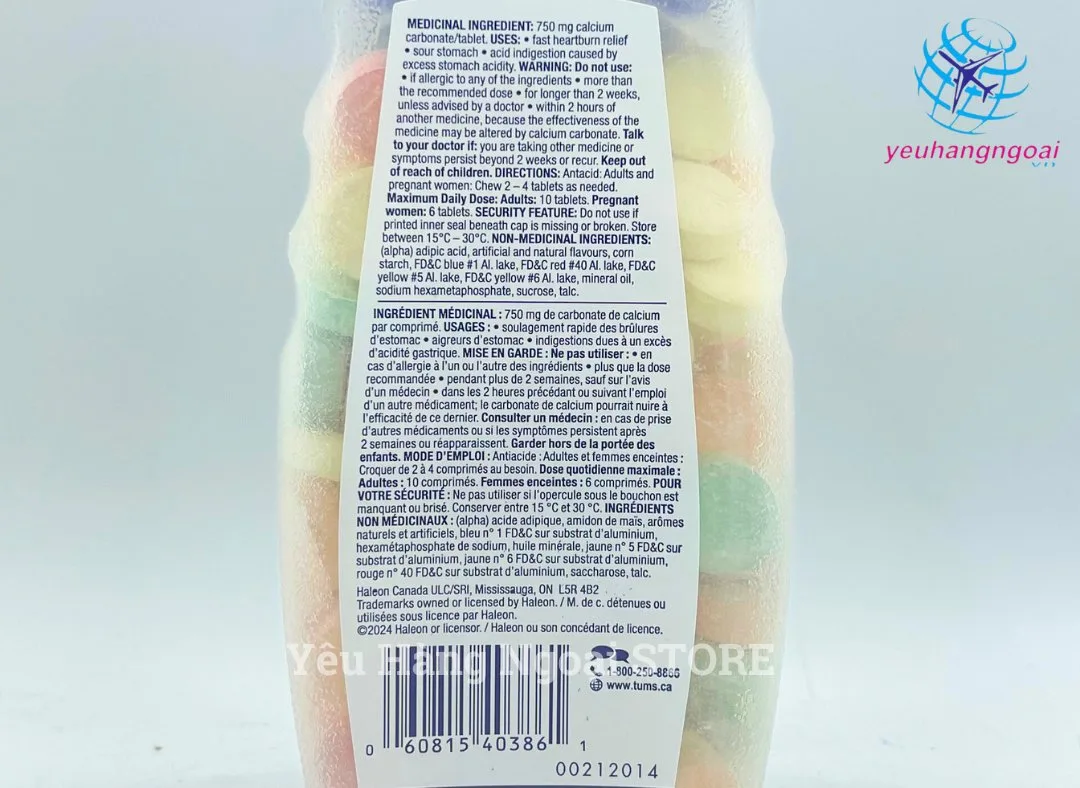 MEDICINAL INGREDIENT: 750 mg calcium
carbonate/tablet. USES: • fast heartburn relief
• sour stomach • acid indigestion caused by
excess stomach acidity. WARNING: Do not use:
• if allergic to any of the ingredients • more than
the recommended dose • for longer than 2 weeks,
unless advised by a doctor • within 2 hours of
another medicine, because the effectiveness of the
medicine may be altered by calcium carbonate. Talk
to your doctor if: you are taking other medicine or
symptoms persist beyond 2 weeks or recur. Keep out
of reach of children. DIRECTIONS: Antacid: Adults and
pregnant women: Chew 2 – 4 tablets as needed.
Maximum Daily Dose: Adults: 10 tablets. Pregnant
women: 6 tablets. SECURITY FEATURE: Do not use if
printed inner seal beneath cap is missing or broken. Store
between 15°C – 30°C. NON-MEDICINAL INGREDIENTS:
(alpha) adipic acid, artificial and natural flavours, corn
starch, FD&C blue #1 Al. lake, FD&C red #40 Al. lake, FD&C
yellow #5 Al. lake, FD&C yellow #6 Al. lake, mineral oil,
sodium hexametaphosphate, sucrose, talc.
INGRÉDIENT MÉDICINAL : 750 mg de carbonate de calcium
par comprimé. USAGES : • soulagement rapide des brûlures
d'estomac • aigreurs d'estomac • indigestions dues à un excès
d'acidité gastrique. MISE EN GARDE : Ne pas utiliser : • en
cas d'allergie à l'un ou l'autre des ingrédients • plus que la dose
recommandée • pendant plus de 2 semaines, sauf sur l'avis
d'un médecin • dans les 2 heures précédant ou suivant l'emploi
d'un autre médicament; le carbonate de calcium pourrait nuire à
l'efficacité de ce dernier. Consulter un médecin : en cas de prise
d'autres médicaments ou si les symptômes persistent après
2 semaines ou réapparaissent. Garder hors de la portée des
enfants. MODE D'EMPLOI : Antiacide : Adultes et femmes enceintes :
Croquer de 2 à 4 comprimés au besoin. Dose quotidienne maximale :
Adultes : 10 comprimés. Femmes enceintes : 6 comprimés. POUR
VOTRE SÉCURITÉ : Ne pas utiliser si l'opercule sous le bouchon est
manquant ou brisé. Conserver entre 15 °C et 30 °C. INGRÉDIENTS
NON MÉDICINAUX : (alpha) acide adipique, amidon de maïs, arômes
naturels et artificiels, bleu n° 1 FD&C sur substrat d'aluminium,
hexamétaphosphate de sodium, huile minérale, jaune n° 5 FD&C sur
substrat d'aluminium, jaune n° 6 FD&C sur substrat d'aluminium,
rouge n° 40 FD&C sur substrat d'aluminium, saccharose, talc.
Haleon Canada ULC/SRI, Mississauga, ON L5R 4B2
Trademarks owned or licensed by Haleon. / M. de c. détenues ou
utilisées sous licence par Haleon.
©2024 Haleon or licensor. / Haleon ou son concédant de licence.
Yêu Hàng Ngoại STORE
1-800-250-8866
www.tums.ca
0 60815 40386 1
00212014
yeuhangngoai